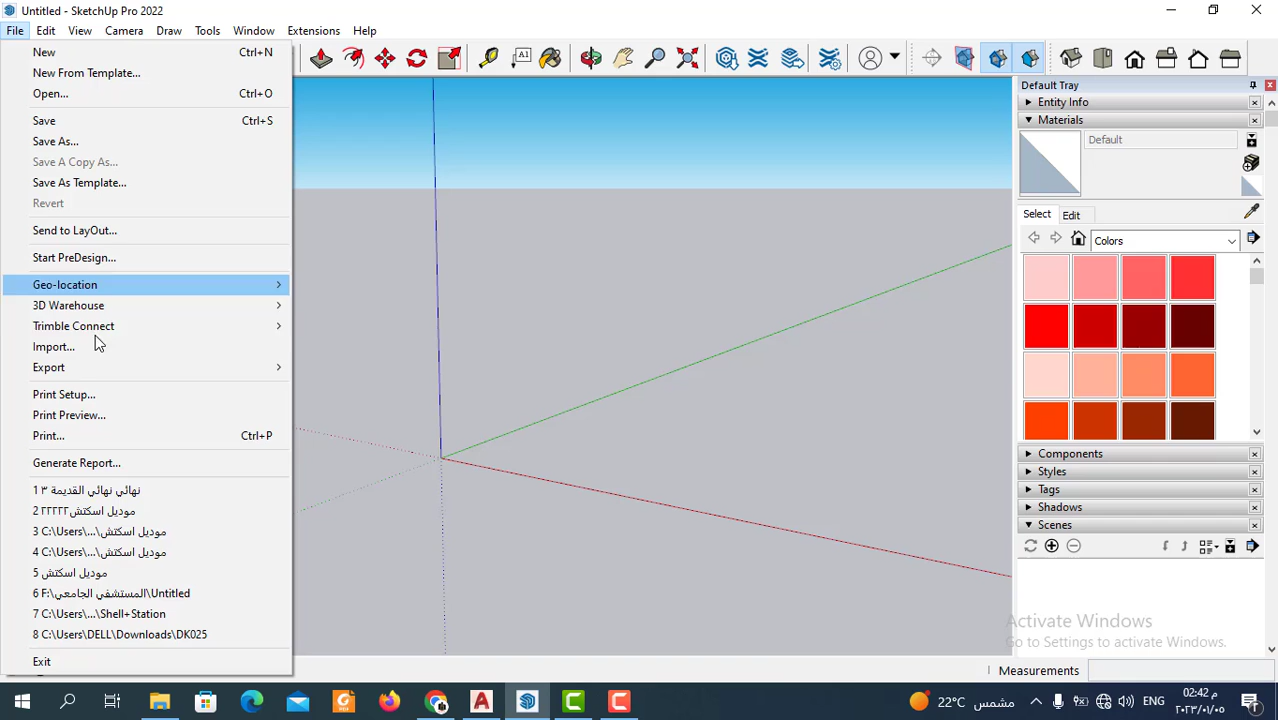 Untitled - SketchUp Pro 2022
File Edit View Camera Draw Tools Window Extensions Help
New Ctrl+N
New From Template...
Open... Ctrl+O
Save Ctrl+S
Save As...
Save A Copy As...
Save As Template...
Revert
Send to LayOut...
Start PreDesign...
Geo-location
3D Warehouse
Trimble Connect
Import...
Export
Print Setup...
Print Preview...
Print... Ctrl+P
Generate Report...
1 نهائي نهائي القديمة ٣
2 موديل اسكتش٢٢٢٢٢
3 C:\Users\...\موديل اسكتش
4 C:\Users\...\موديل اسكتش
5 موديل اسكتش
6 F:\المستشفي الجامعي\Untitled
7 C:\Users\...\Shell+Station
8 C:\Users\DELL\Downloads\DK025
Exit
A1
Default Tray
Entity Info
Materials
Default
Select Edit
Colors
Components
Styles
Tags
Shadows
Scenes
Activate Windows
Go to Settings to activate Windows.
Measurements
22°C مشمس
ENG
02:42 م
٢٠٢٣/٠١/٠٥